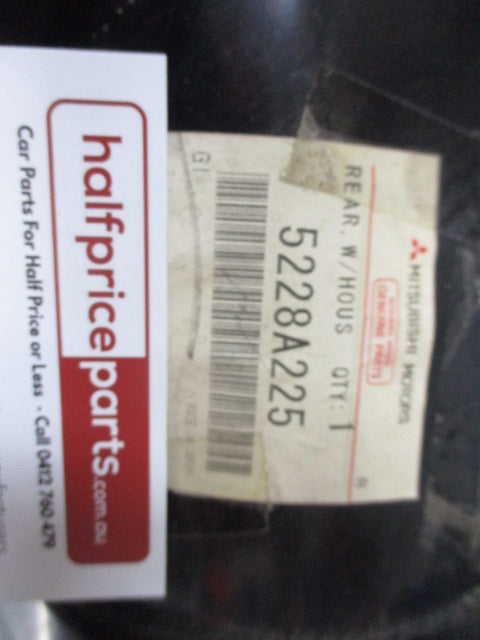 halfpriceparts.com.au
Car Parts For Half Price or Less - Call 0412 760 479
MITSUBISHI MOTORS
GENUINE PARTS
REAR. W/HOUS QTY: 1
5228A225